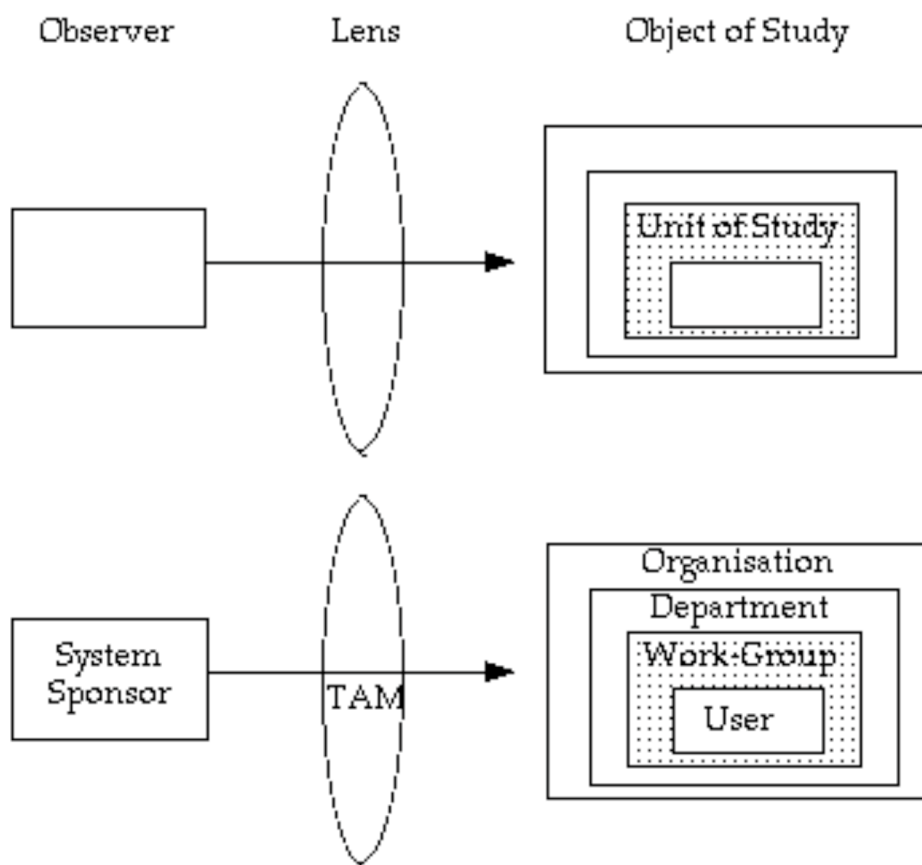 Observer Lens Object of Study
Unit of Study
Organisation
Department
Work-Group
System
Sponsor
TAM
User